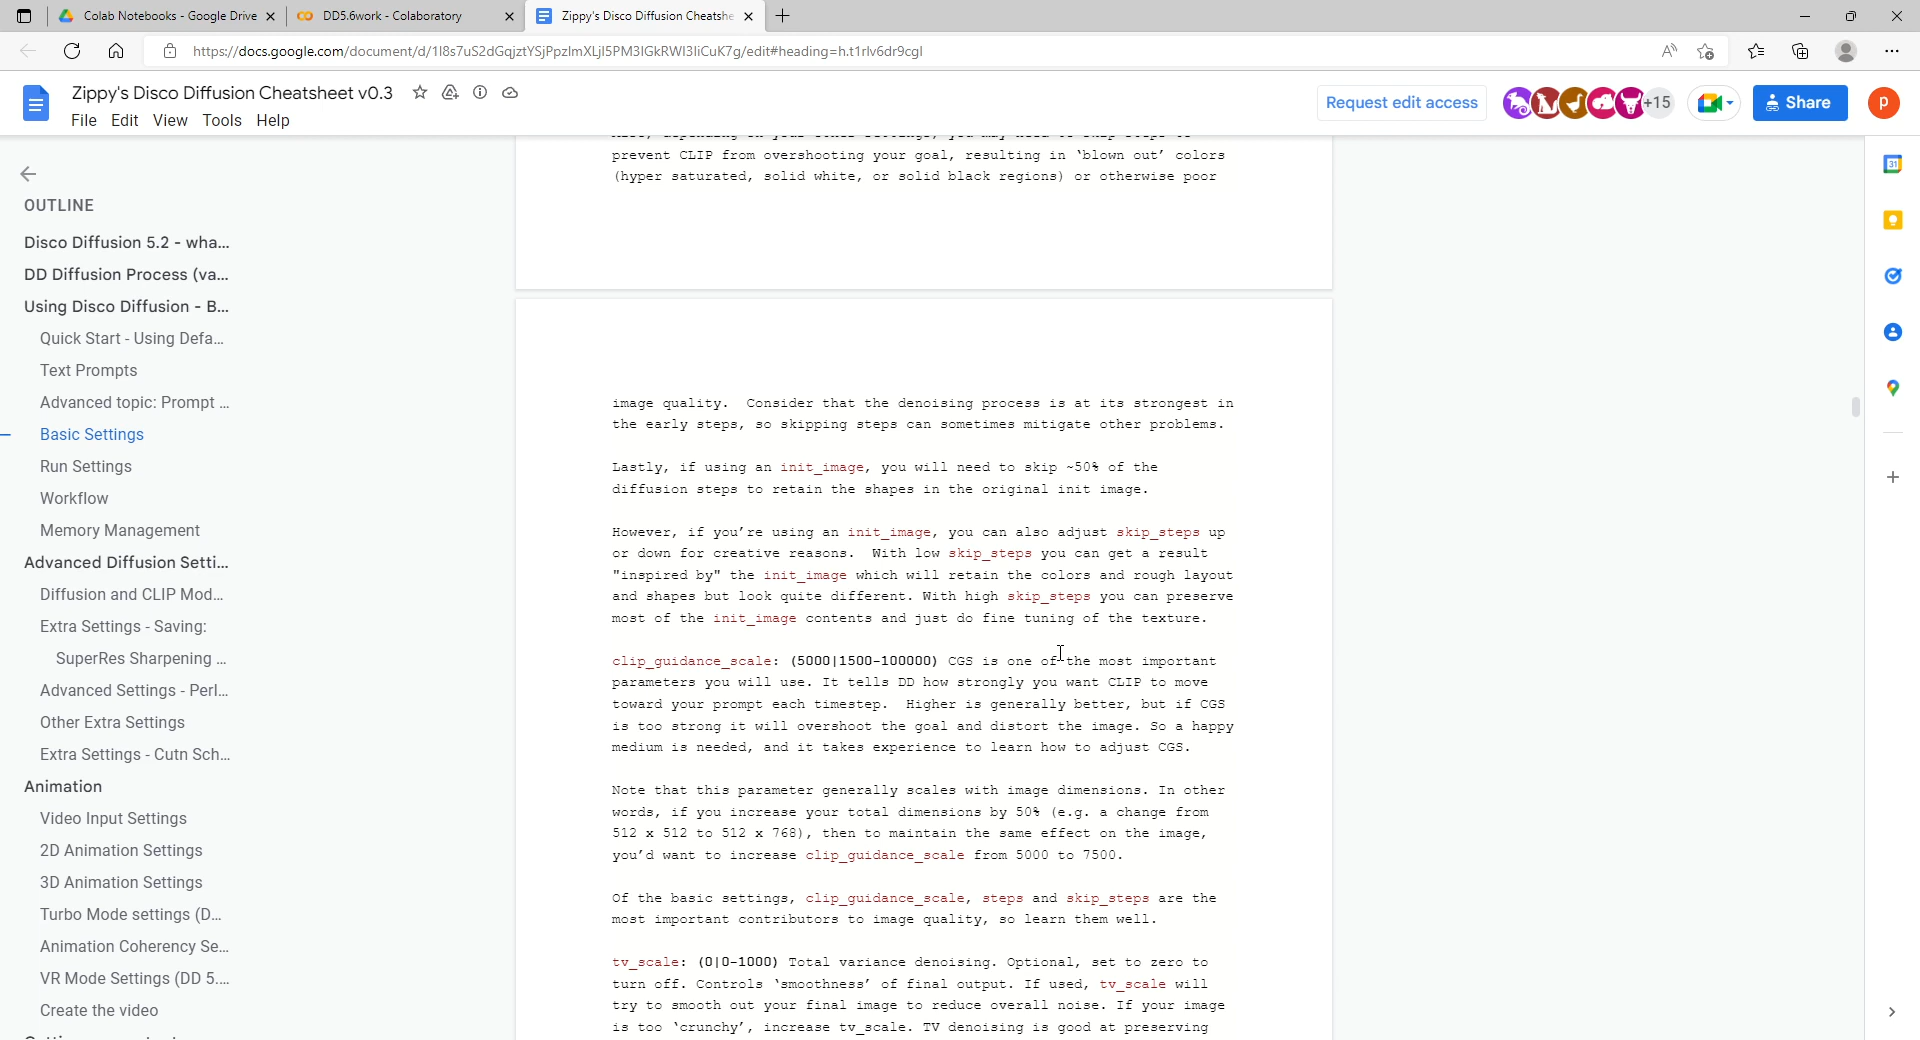 Colab Notebooks - Google Drive
DD5.6work - Colaboratory
Zippy's Disco Diffusion Cheatshe
https://docs.google.com/document/d/1l8s7uS2dGqjztYSjPpzlmXLjI5PM3IGkRWI3liCuK7g/edit#heading=h.t1rlv6dr9cgl
Zippy's Disco Diffusion Cheatsheet v0.3
File Edit View Tools Help
Request edit access
+15
Share
P
OUTLINE
Disco Diffusion 5.2 - wha...
DD Diffusion Process (va...
Using Disco Diffusion - B...
Quick Start - Using Defa...
Text Prompts
Advanced topic: Prompt ...
Basic Settings
Run Settings
Workflow
Memory Management
Advanced Diffusion Setti...
Diffusion and CLIP Mod...
Extra Settings - Saving:
SuperRes Sharpening ...
Advanced Settings - Perl...
Other Extra Settings
Extra Settings - Cutn Sch...
Animation
Video Input Settings
2D Animation Settings
3D Animation Settings
Turbo Mode settings (D...
Animation Coherency Se...
VR Mode Settings (DD 5....
Create the video
prevent CLIP from overshooting your goal, resulting in ‘blown out’ colors
(hyper saturated, solid white, or solid black regions) or otherwise poor
image quality. Consider that the denoising process is at its strongest in
the early steps, so skipping steps can sometimes mitigate other problems.
Lastly, if using an init_image, you will need to skip ~50% of the
diffusion steps to retain the shapes in the original init image.
However, if you’re using an init_image, you can also adjust skip_steps up
or down for creative reasons. With low skip_steps you can get a result
"inspired by" the init_image which will retain the colors and rough layout
and shapes but look quite different. With high skip_steps you can preserve
most of the init_image contents and just do fine tuning of the texture.
clip_guidance_scale: (5000|1500-100000) CGS is one of the most important
parameters you will use. It tells DD how strongly you want CLIP to move
toward your prompt each timestep. Higher is generally better, but if CGS
is too strong it will overshoot the goal and distort the image. So a happy
medium is needed, and it takes experience to learn how to adjust CGS.
Note that this parameter generally scales with image dimensions. In other
words, if you increase your total dimensions by 50% (e.g. a change from
512 x 512 to 512 x 768), then to maintain the same effect on the image,
you’d want to increase clip_guidance_scale from 5000 to 7500.
Of the basic settings, clip_guidance_scale, steps and skip_steps are the
most important contributors to image quality, so learn them well.
tv_scale: (0|0-1000) Total variance denoising. Optional, set to zero to
turn off. Controls ‘smoothness’ of final output. If used, tv_scale will
try to smooth out your final image to reduce overall noise. If your image
is too ‘crunchy’, increase tv_scale. TV denoising is good at preserving
31